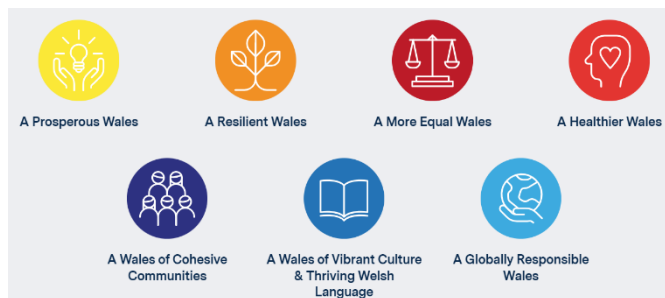 A Prosperous Wales
A Resilient Wales
A More Equal Wales
A Healthier Wales
A Wales of Cohesive
Communities
A Wales of Vibrant Culture
& Thriving Welsh
Language
A Globally Responsible
Wales